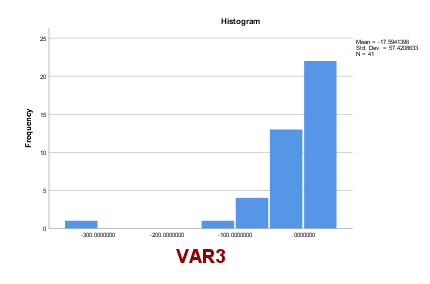 Histogram
Mean = -17.5941396
Std. Dev. = 57.4208633
N = 41
Frequency
25
20
15
10
5
0
-300.0000000 -200.0000000 -100.0000000 .0000000
VAR3